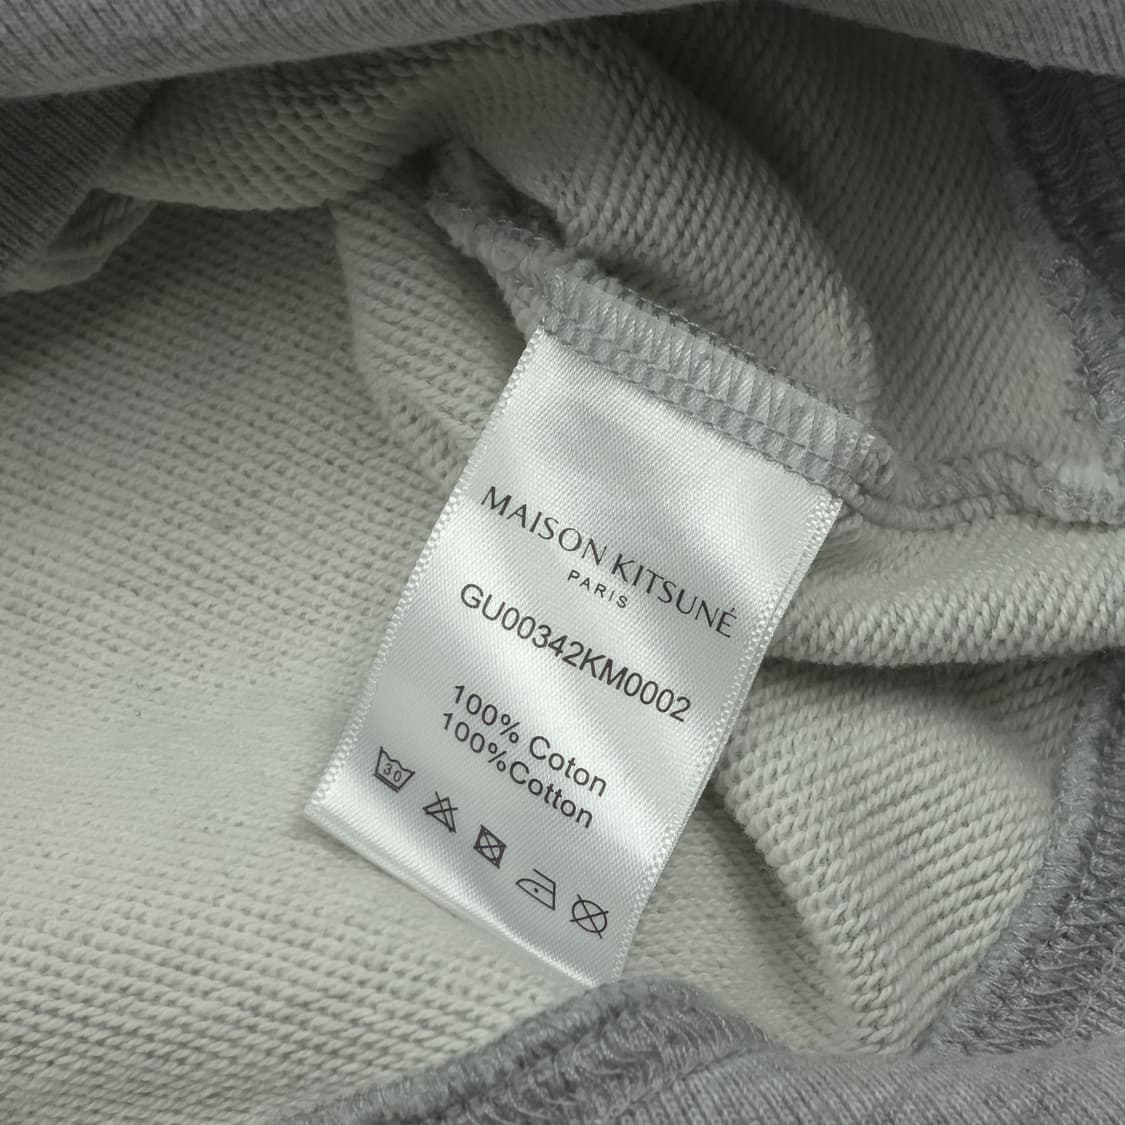 MAISON KITSUNÉ
PARIS
GU00342KM0002
100% Coton
100%Cotton
30